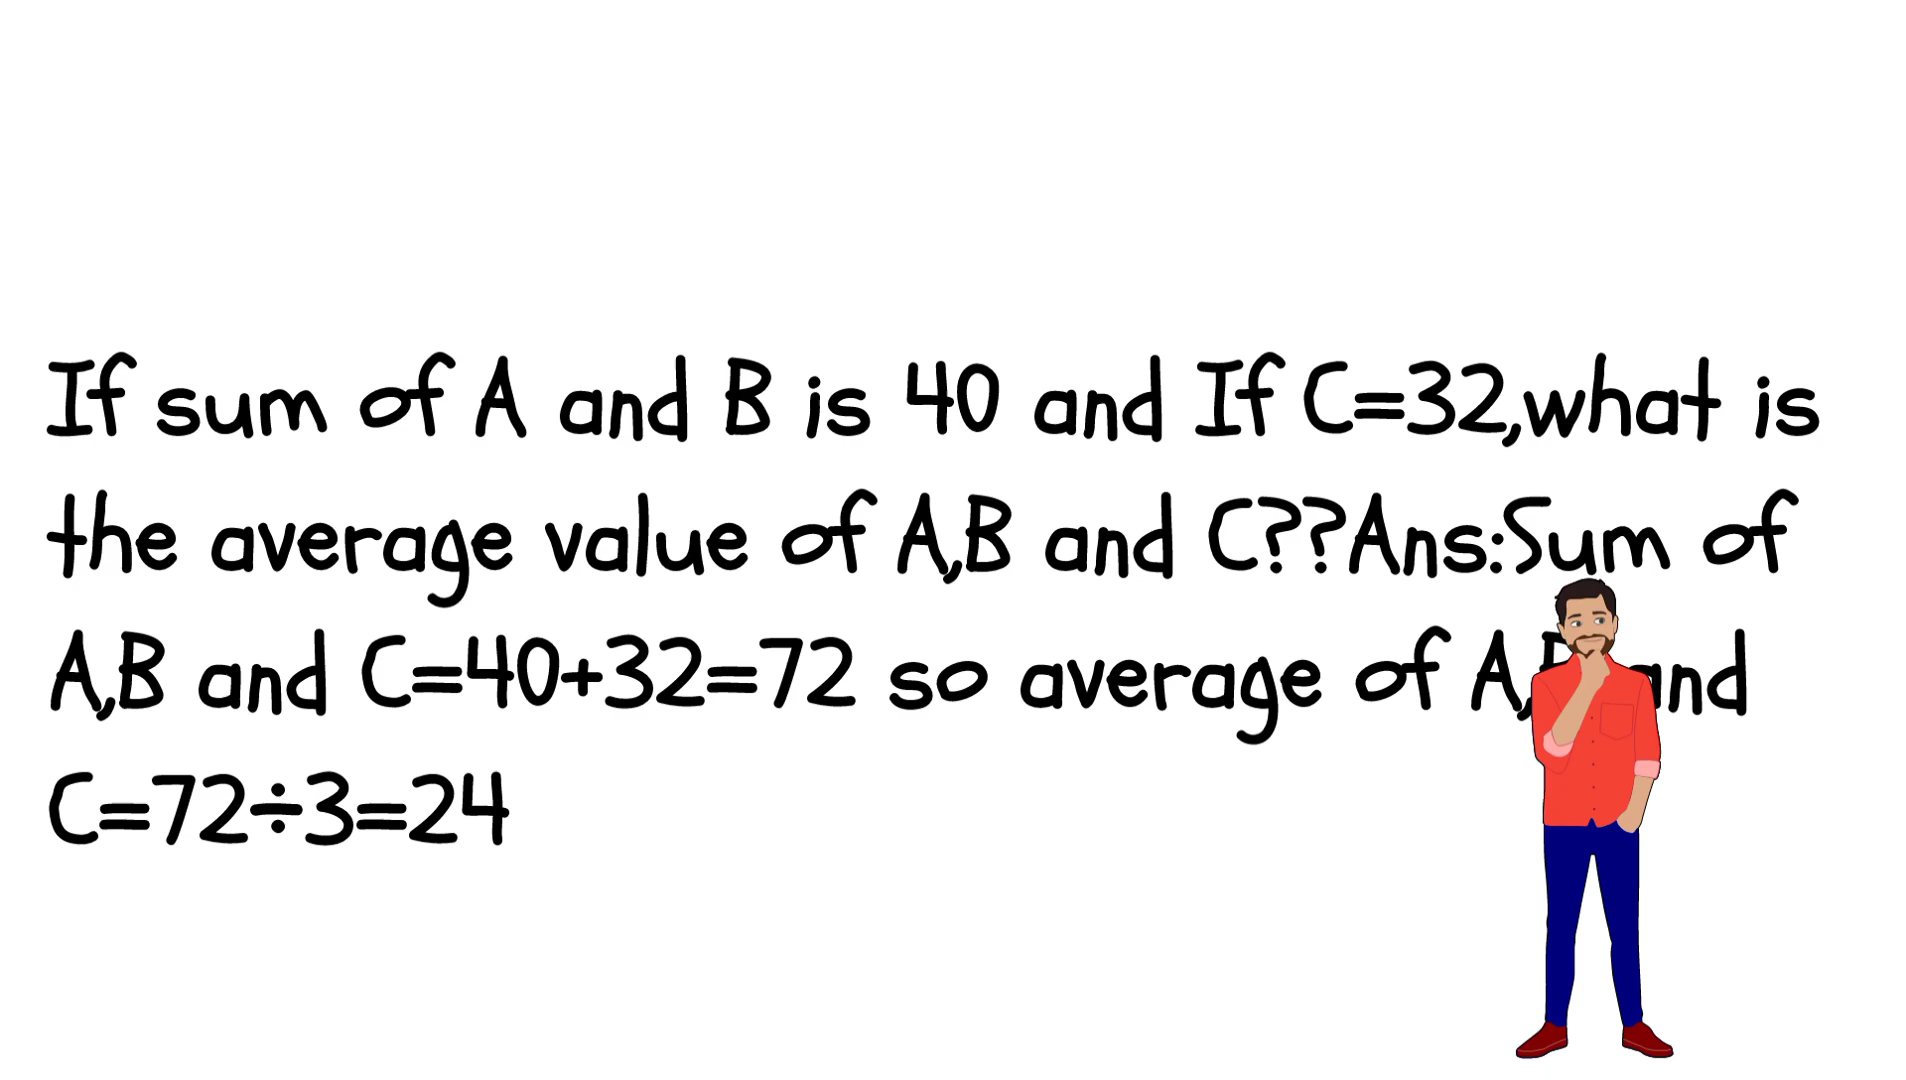 If sum of A and B is 40 and If C=32,what is
the average value of A,B and C??Ans:Sum of
A,B and C=40+32=72 so average of A,B and
C=72÷3=24